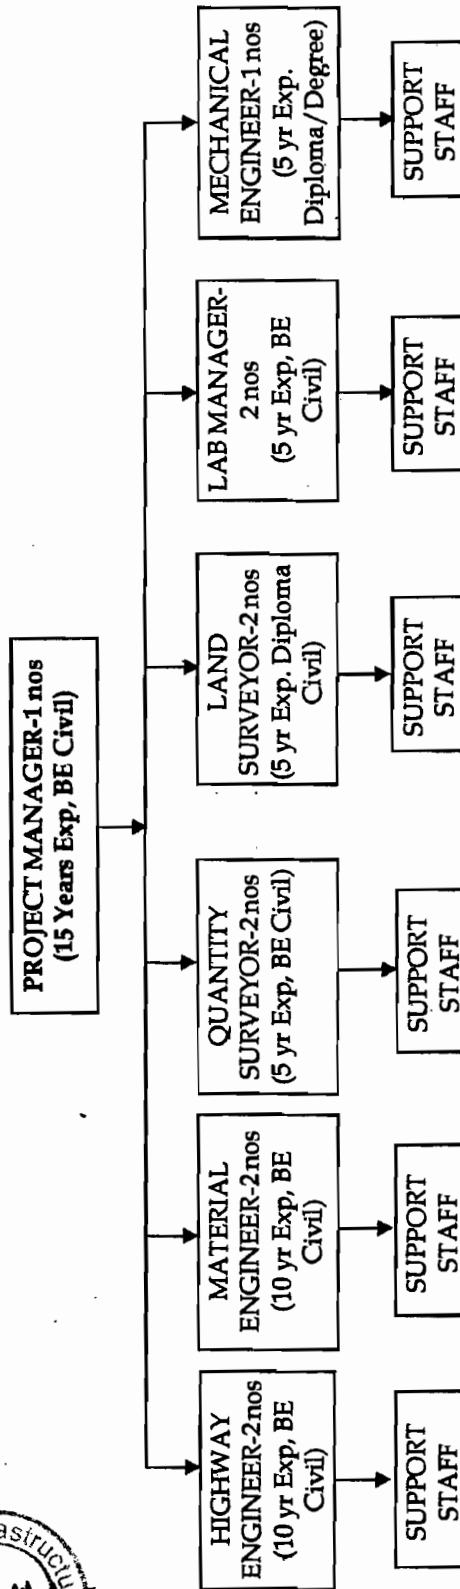 PROJECT MANAGER-1 nos
(15 Years Exp, BE Civil)
HIGHWAY
ENGINEER-2nos
(10 yr Exp, BE
Civil)
MATERIAL
ENGINEER-2nos
(10 yr Exp, BE
Civil)
QUANTITY
SURVEYOR-2nos
(5 yr Exp, BE Civil)
LAND
SURVEYOR-2nos
(5 yr Exp. Diploma
Civil)
LAB MANAGER-
2 nos
(5 yr Exp, BE
Civil)
MECHANICAL
ENGINEER-1nos
(5 yr Exp.
Diploma/Degree)
SUPPORT
STAFF
SUPPORT
STAFF
SUPPORT
STAFF
SUPPORT
STAFF
SUPPORT
STAFF
SUPPORT
STAFF